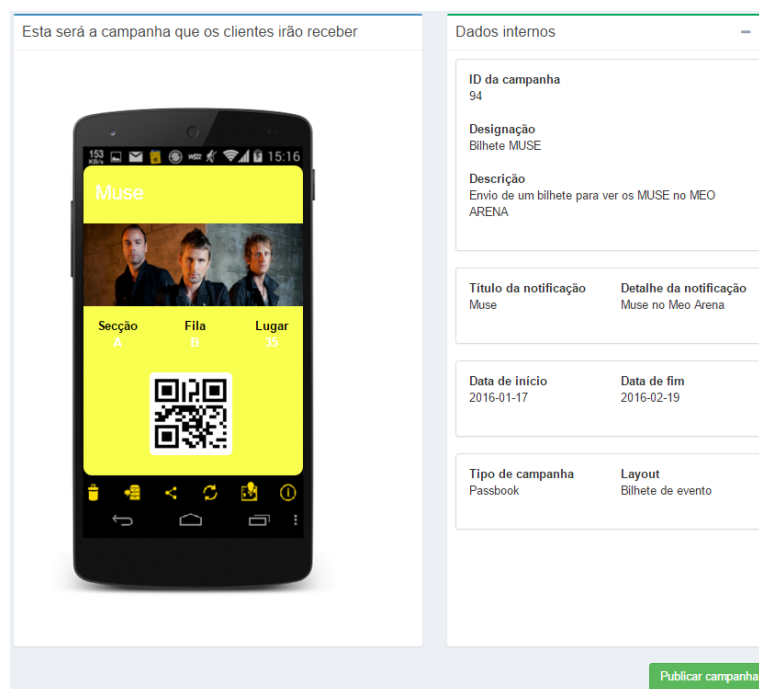 Esta será a campanha que os clientes irão receber
153
KB/s
15:16
Muse
Secção Fila Lugar
A B 35
Dados internos
ID da campanha
94
Designação
Bilhete MUSE
Descrição
Envio de um bilhete para ver os MUSE no MEO
ARENA
Título da notificação Detalhe da notificação
Muse Muse no Meo Arena
Data de início Data de fim
2016-01-17 2016-02-19
Tipo de campanha Layout
Passbook Bilhete de evento
Publicar campanha